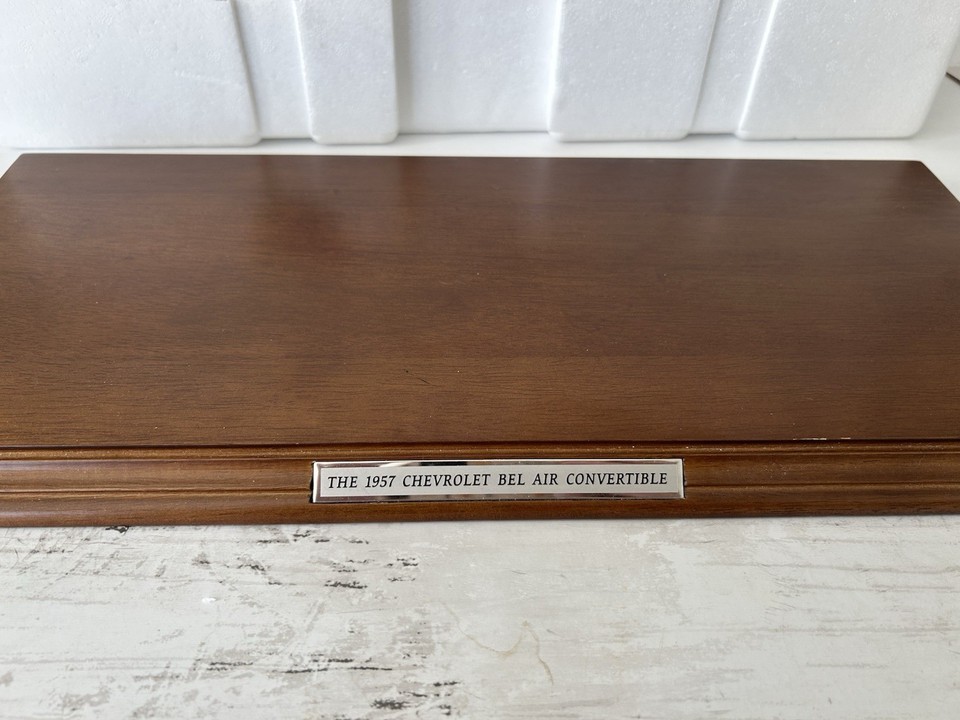 THE 1957 CHEVROLET BEL AIR CONVERTIBLE